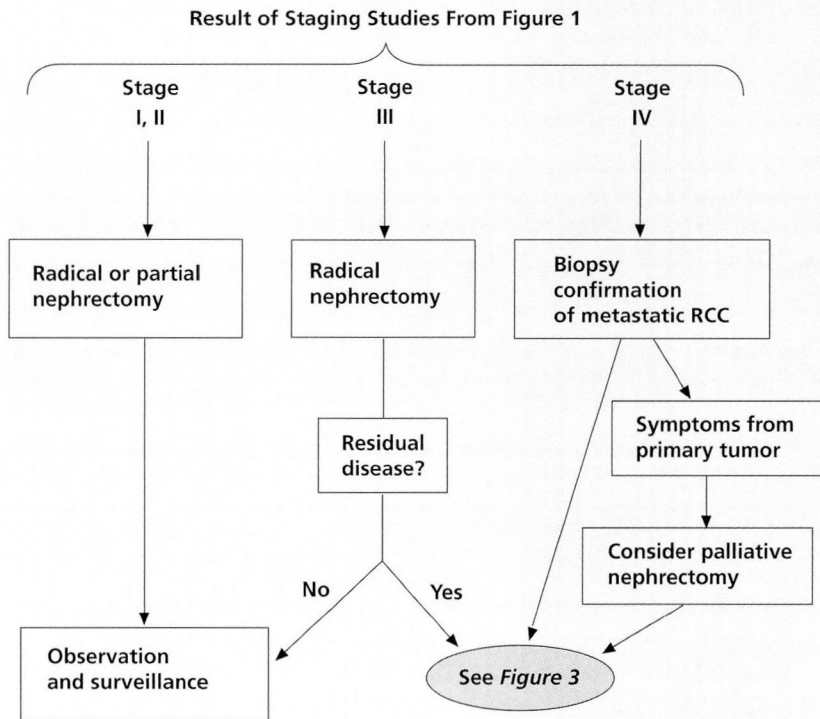 Result of Staging Studies From Figure 1
Stage
I, II
Stage
III
Stage
IV
Radical or partial
nephrectomy
Radical
nephrectomy
Biopsy
confirmation
of metastatic RCC
Residual
disease?
Symptoms from
primary tumor
Consider palliative
nephrectomy
No
Yes
Observation
and surveillance
See Figure 3